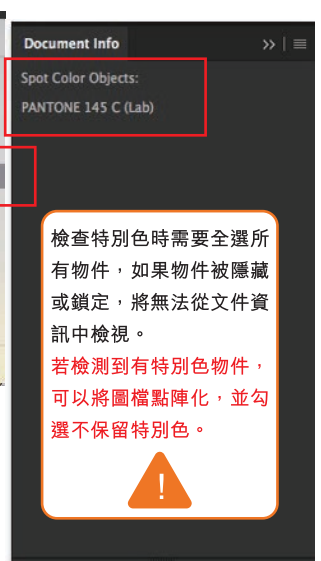 Document Info
Spot Color Objects:
PANTONE 145 C (Lab)
檢查特別色時需要全選所
有物件，如果物件被隱藏
或鎖定，將無法從文件資
訊中檢視。
若檢測到有特別色物件，
可以將圖檔點陣化，並勾
選不保留特別色。
!